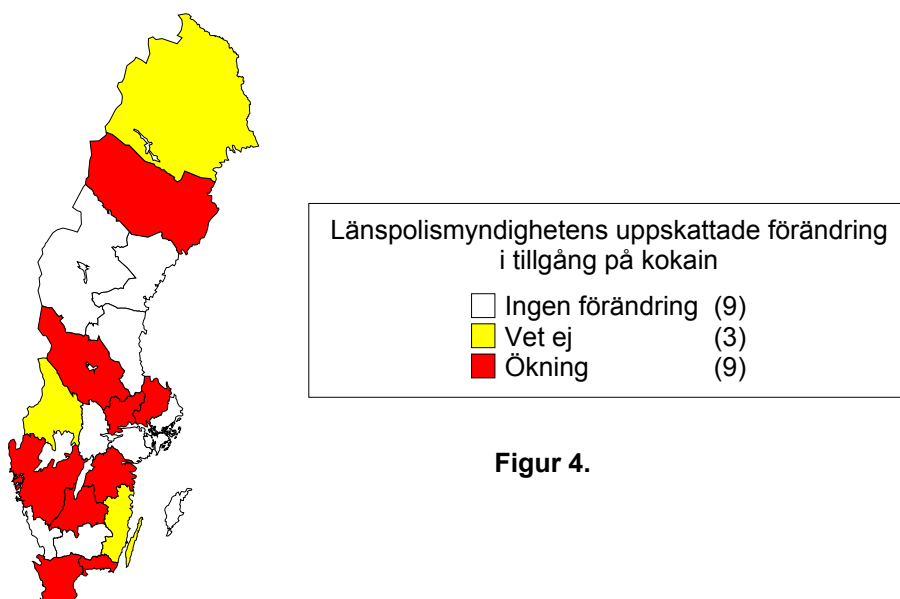 Länspolismyndighetens uppskattade förändring
i tillgång på kokain
Ingen förändring (9)
Vet ej (3)
Ökning (9)
Figur 4.